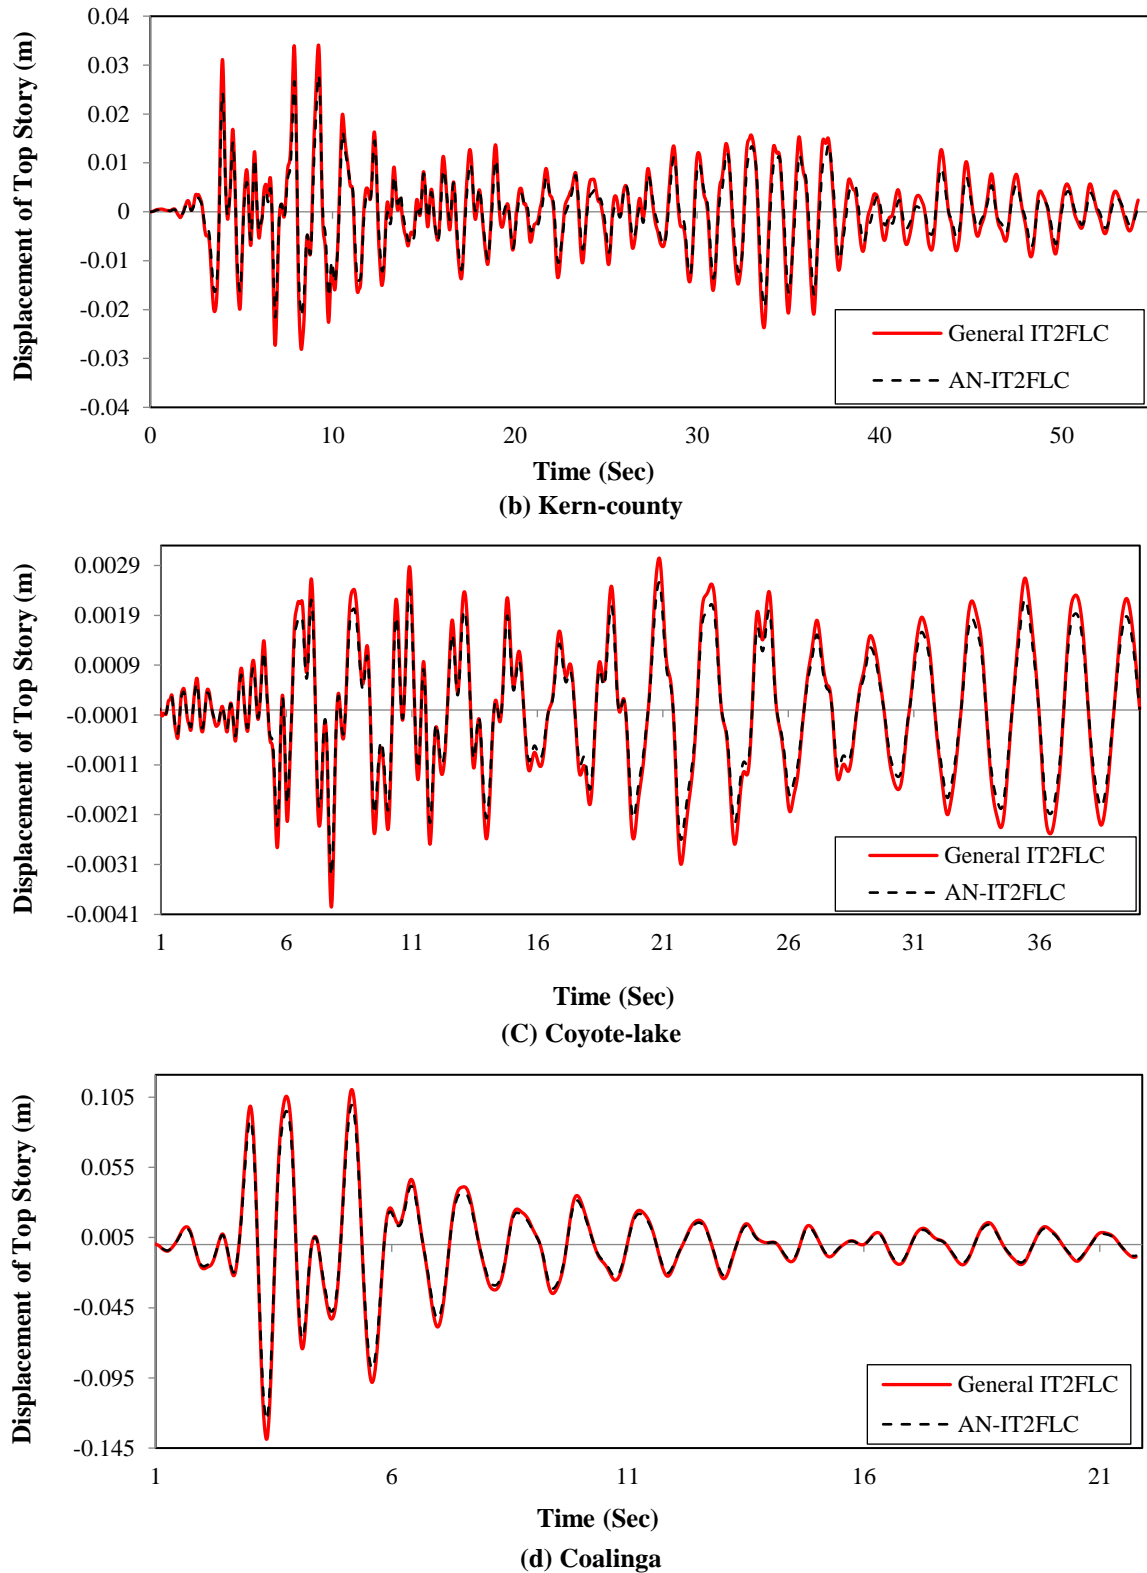 Displacement of Top Story (m)
0.04
0.03
0.02
0.01
0
-0.01
-0.02
-0.03
-0.04
General IT2FLC
AN-IT2FLC
0 10 20 30 40 50
Time (Sec)
(b) Kern-county
Displacement of Top Story (m)
0.0029
0.0019
0.0009
-0.0001
-0.0011
-0.0021
-0.0031
-0.0041
General IT2FLC
AN-IT2FLC
1 6 11 16 21 26 31 36
Time (Sec)
(C) Coyote-lake
Displacement of Top Story (m)
0.105
0.055
0.005
-0.045
-0.095
-0.145
General IT2FLC
AN-IT2FLC
1 6 11 16 21
Time (Sec)
(d) Coalinga